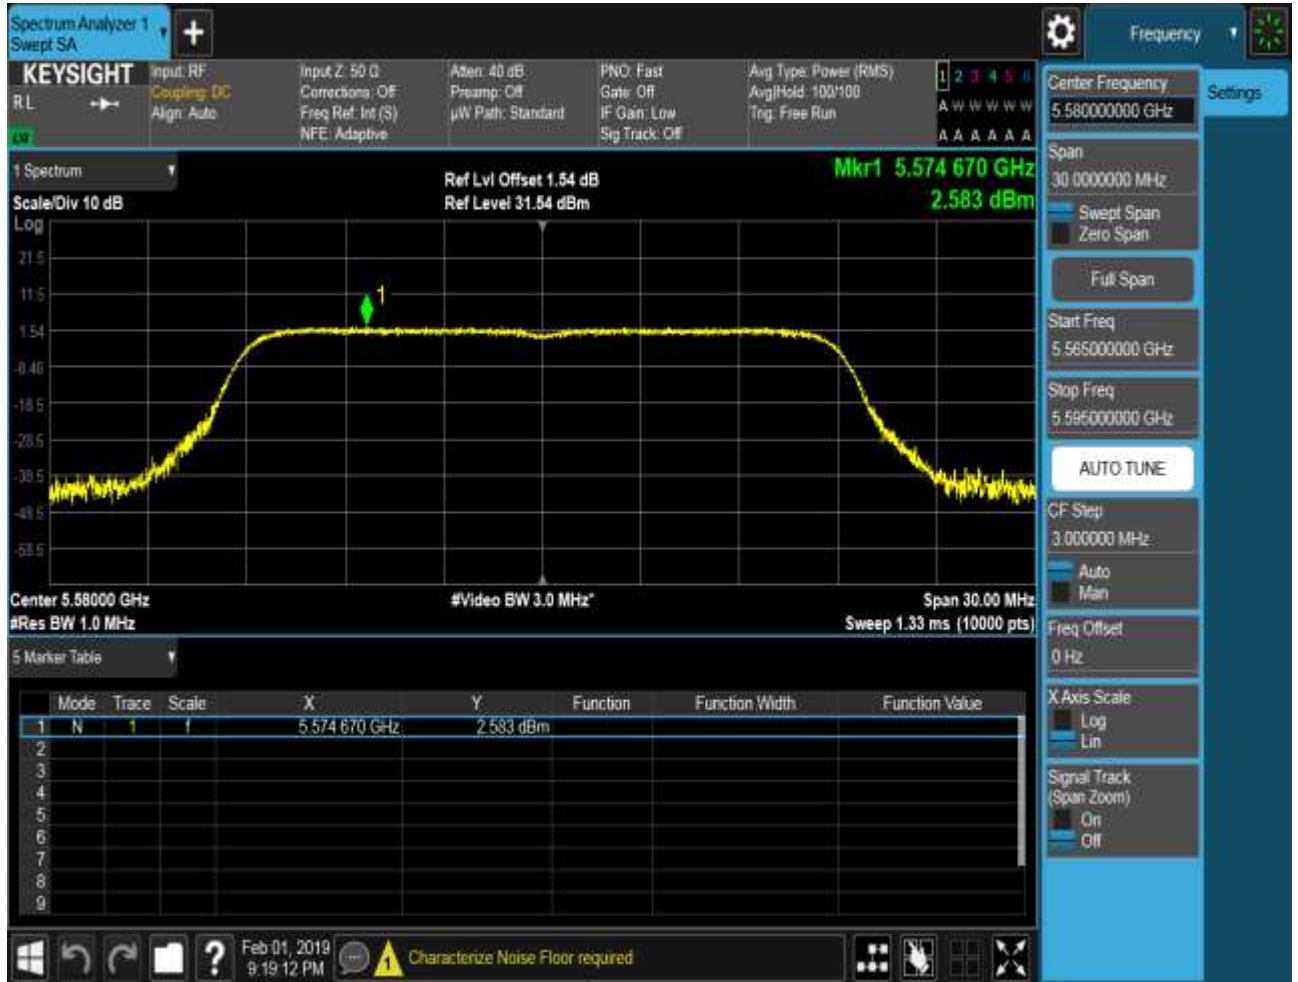 Spectrum Analyzer 1
Swept SA
+
Frequency
KEYSIGHT
Input: RF
Input Z: 50 Ω
Atten: 40 dB
PNO: Fast
Avg Type: Power (RMS)
1 2 3 4 5 6
RL
Coupling: DC
Corrections: Off
Preamp: Off
Gate: Off
Avg|Hold: 100/100
A W W W W W
Align: Auto
Freq Ref: Int (S)
µW Path: Standard
IF Gain: Low
Trig: Free Run
NFE: Adaptive
Sig Track: Off
A A A A A A
1 Spectrum
Ref Lvl Offset 1.54 dB
Mkr1 5.574 670 GHz
Scale/Div 10 dB
Ref Level 31.54 dBm
2.583 dBm
Log
21.5
11.5
1
1.54
-8.46
-18.5
-28.5
-38.5
-48.5
-58.5
Center 5.58000 GHz
#Video BW 3.0 MHz*
Span 30.00 MHz
#Res BW 1.0 MHz
Sweep 1.33 ms (10000 pts)
5 Marker Table
Mode Trace Scale X Y Function Function Width Function Value
1 N 1 f 5.574 670 GHz 2.583 dBm
2
3
4
5
6
7
8
9
Feb 01, 2019
9:19:12 PM
?
1
Characterize Noise Floor required
Center Frequency
5.580000000 GHz
Settings
Span
30.0000000 MHz
Swept Span
Zero Span
Full Span
Start Freq
5.565000000 GHz
Stop Freq
5.595000000 GHz
AUTO TUNE
CF Step
3.000000 MHz
Auto
Man
Freq Offset
0 Hz
X Axis Scale
Log
Lin
Signal Track
(Span Zoom)
On
Off